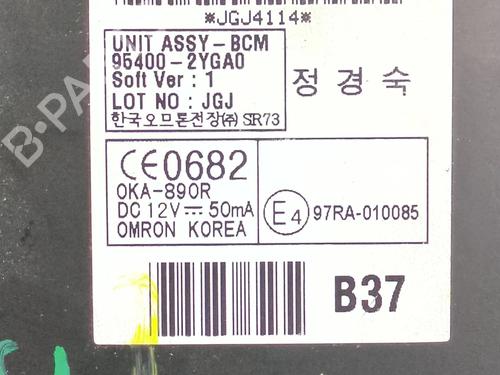 *JGJ4114*
UNIT ASSY-BCM
95400-2YGA0
Soft Ver : 1
LOT NO : JGJ
한국오므론전장㈜ SR73
정경숙
CE0682
OKA-890R
DC 12V⎓50mA
OMRON KOREA
E4 97RA-010085
B37
B-PARTS